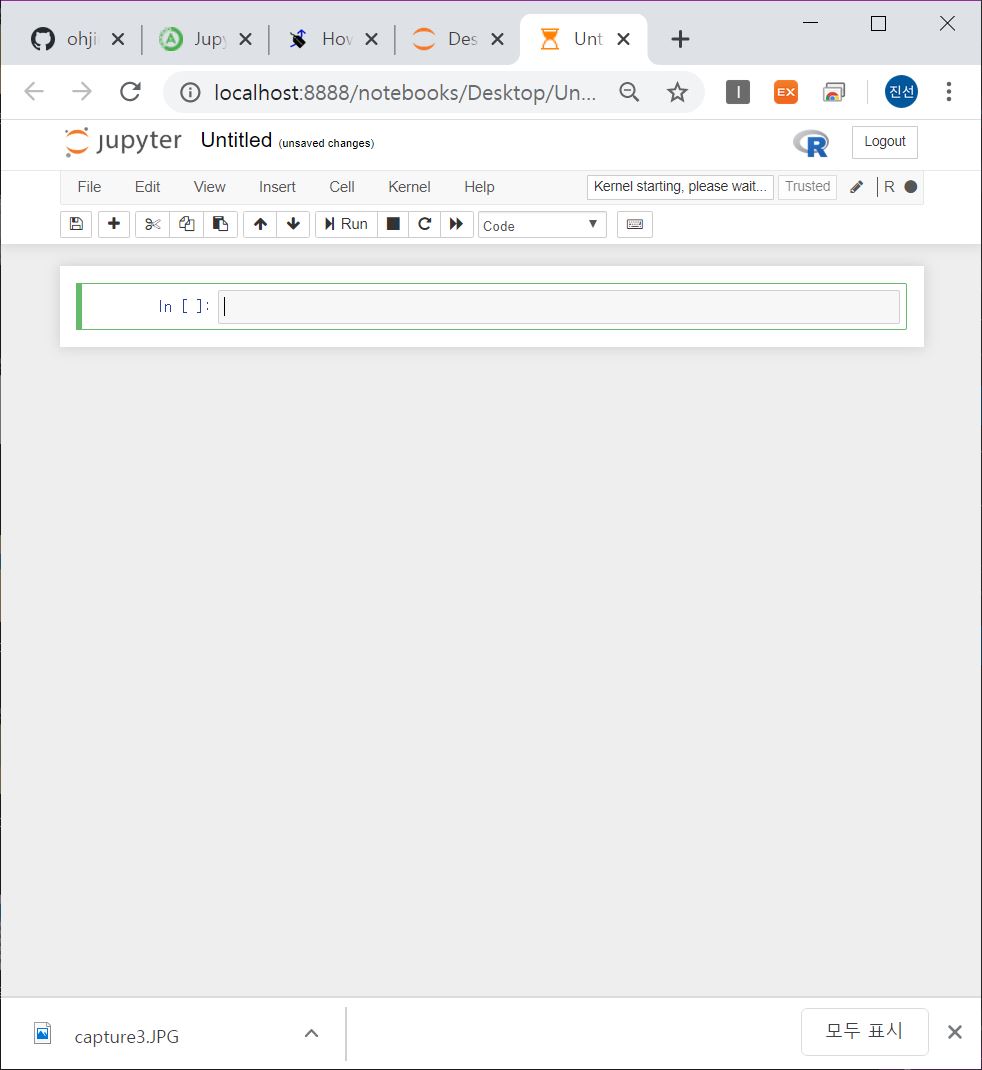 ohji
Jupy
How
Des
Unt
localhost:8888/notebooks/Desktop/Un...
I
EX
진선
jupyter
Untitled (unsaved changes)
R
Logout
File Edit View Insert Cell Kernel Help
Kernel starting, please wait...
Trusted
R
Run
Code
In [ ]:
capture3.JPG
모두 표시